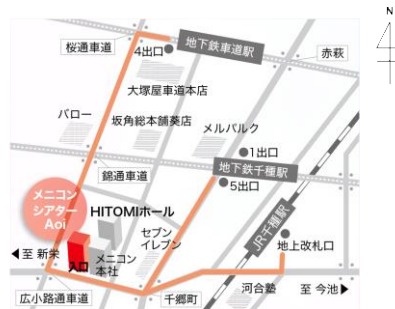 N
桜通車道
4出口
地下鉄車道駅
赤萩
大塚屋車道本店
バロー
坂角総本舗葵店
メルパルク
1出口
錦通車道
地下鉄千種駅
5出口
メニコン
シアター
Aoi
HITOMIホール
JR千種駅
地上改札口
セブン
イレブン
◀至 新栄
入口
メニコン
本社
広小路通車道
千郷町
河合塾
至 今池▶